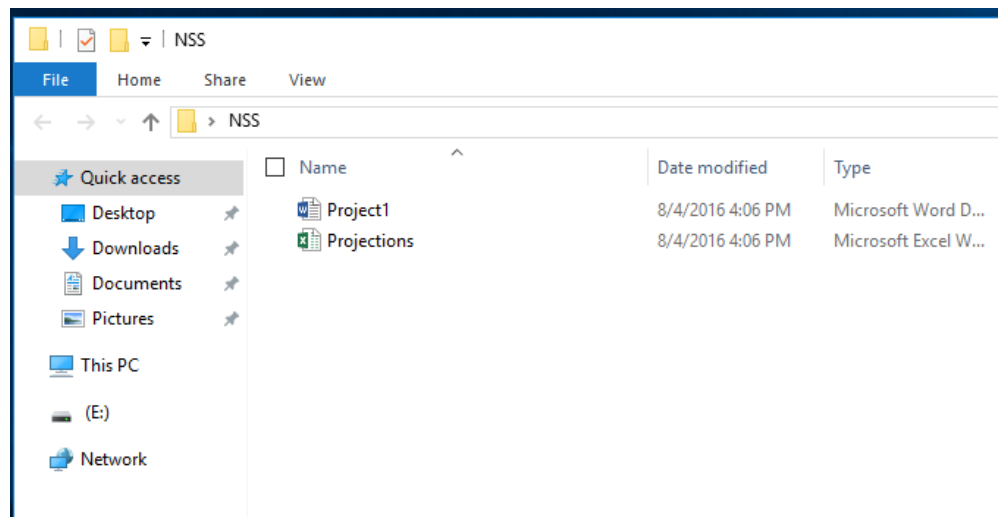 NSS
File Home Share View
NSS
Quick access
Desktop
Downloads
Documents
Pictures
This PC
(E:)
Network
Name Date modified Type
Project1 8/4/2016 4:06 PM Microsoft Word D...
Projections 8/4/2016 4:06 PM Microsoft Excel W...